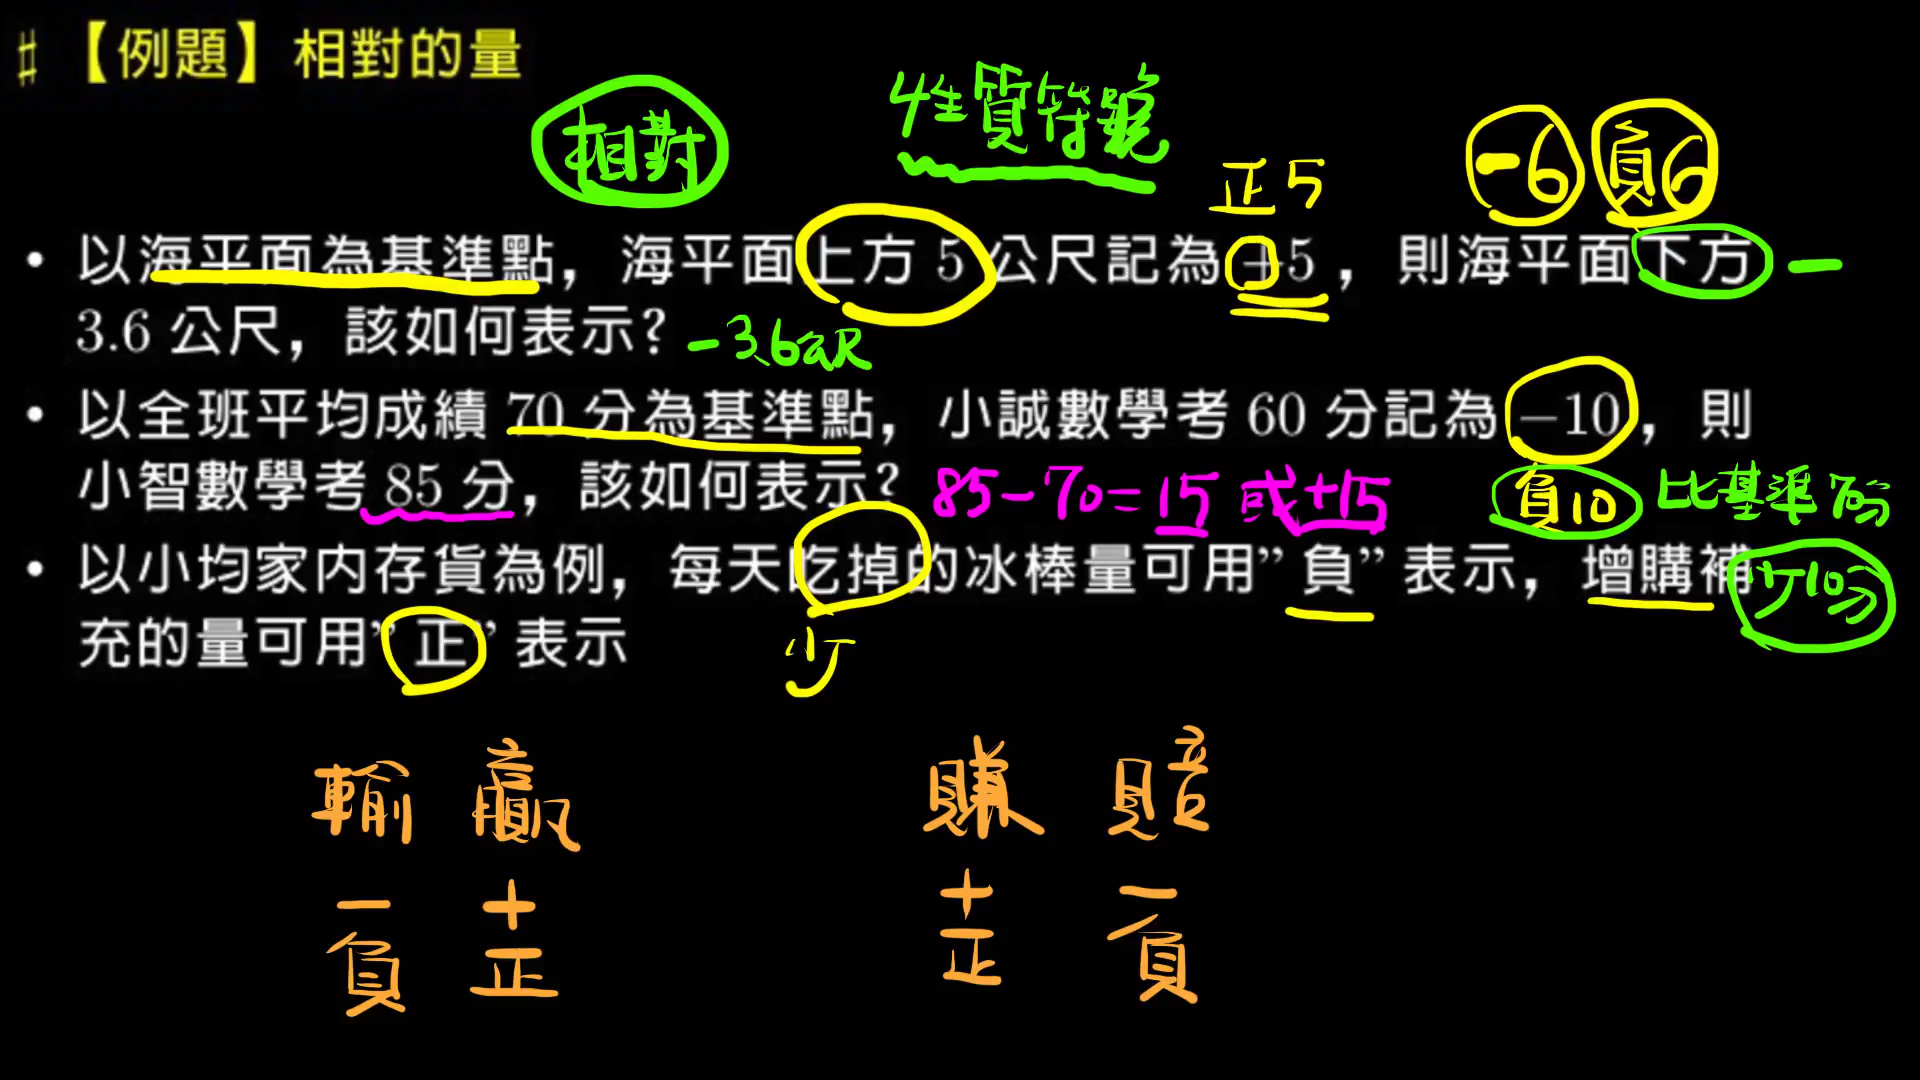 ♯【例題】相對的量
相對 性質符號
正5 -6 負6
• 以海平面為基準點，海平面上方 5 公尺記為 +5，則海平面下方 −
3.6 公尺，該如何表示？ -3.6公尺
• 以全班平均成績 70 分為基準點，小誠數學考 60 分記為 −10，則
小智數學考 85 分，該如何表示？ 85-70=15 或+15 負10 比基準70分
• 以小均家內存貨為例，每天吃掉的冰棒量可用”負”表示，增購補 少10分
充的量可用”正”表示 少
輸 贏 賺 賠
− + + −
負 正 正 負